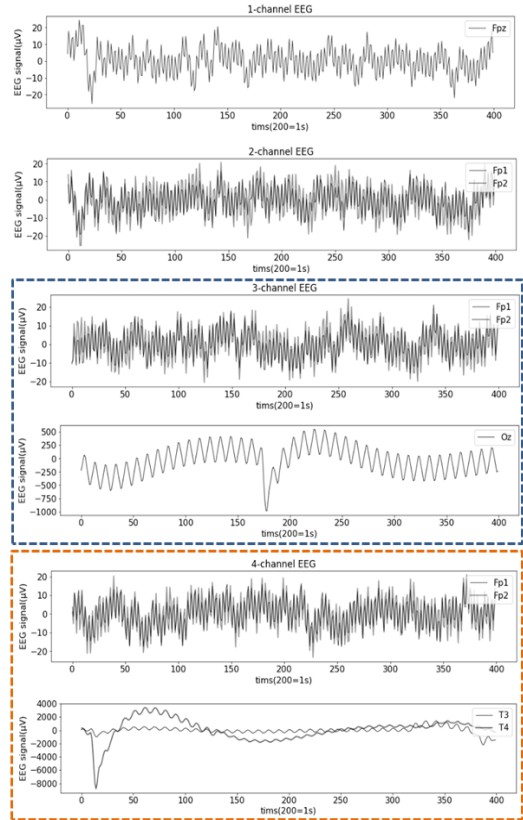 1-channel EEG
EEG signal(μV)
20
10
0
−10
−20
Fpz
0 50 100 150 200 250 300 350 400
tims(200=1s)
2-channel EEG
EEG signal(μV)
20
10
0
−10
−20
Fp1
Fp2
0 50 100 150 200 250 300 350 400
tims(200=1s)
3-channel EEG
EEG signal(μV)
20
10
0
−10
−20
Fp1
Fp2
0 50 100 150 200 250 300 350 400
tims(200=1s)
EEG signal(μV)
500
250
0
−250
−500
−750
−1000
Oz
0 50 100 150 200 250 300 350 400
tims(200=1s)
4-channel EEG
EEG signal(μV)
20
10
0
−10
−20
Fp1
Fp2
0 50 100 150 200 250 300 350 400
tims(200=1s)
EEG signal(μV)
4000
2000
0
−2000
−4000
−6000
−8000
T3
T4
0 50 100 150 200 250 300 350 400
tims(200=1s)